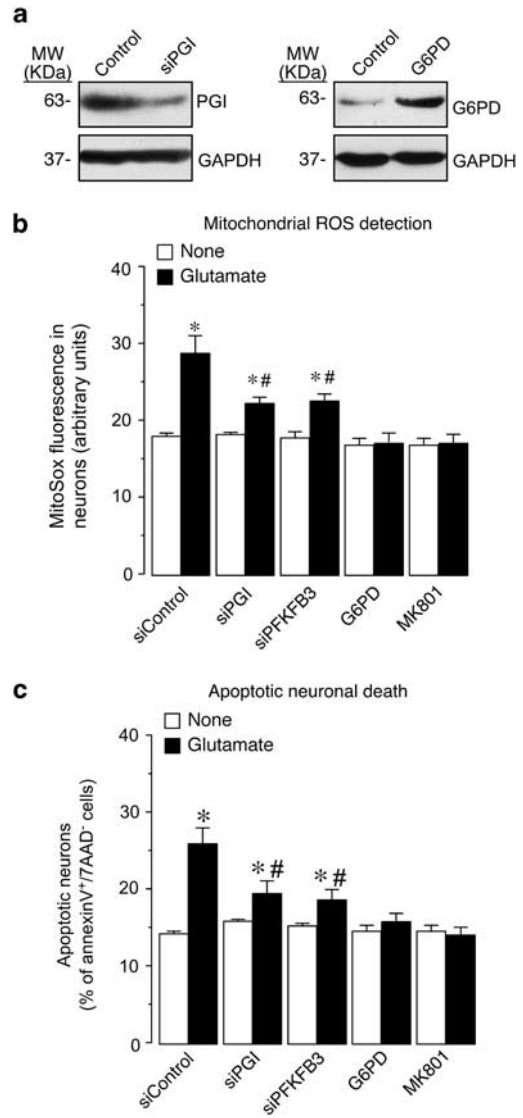 a
MW
(KDa)
Control
siPGI
63-
PGI
37-
GAPDH
MW
(KDa)
Control
G6PD
63-
G6PD
37-
GAPDH
b
Mitochondrial ROS detection
None
Glutamate
MitoSox fluorescence in
neurons (arbitrary units)
40
30
20
10
0
*
*#
*#
siControl
siPGI
siPFKFB3
G6PD
MK801
c
Apoptotic neuronal death
None
Glutamate
Apoptotic neurons
(% of annexinV⁺/7AAD⁻ cells)
40
30
20
10
0
*
*#
*#
siControl
siPGI
siPFKFB3
G6PD
MK801